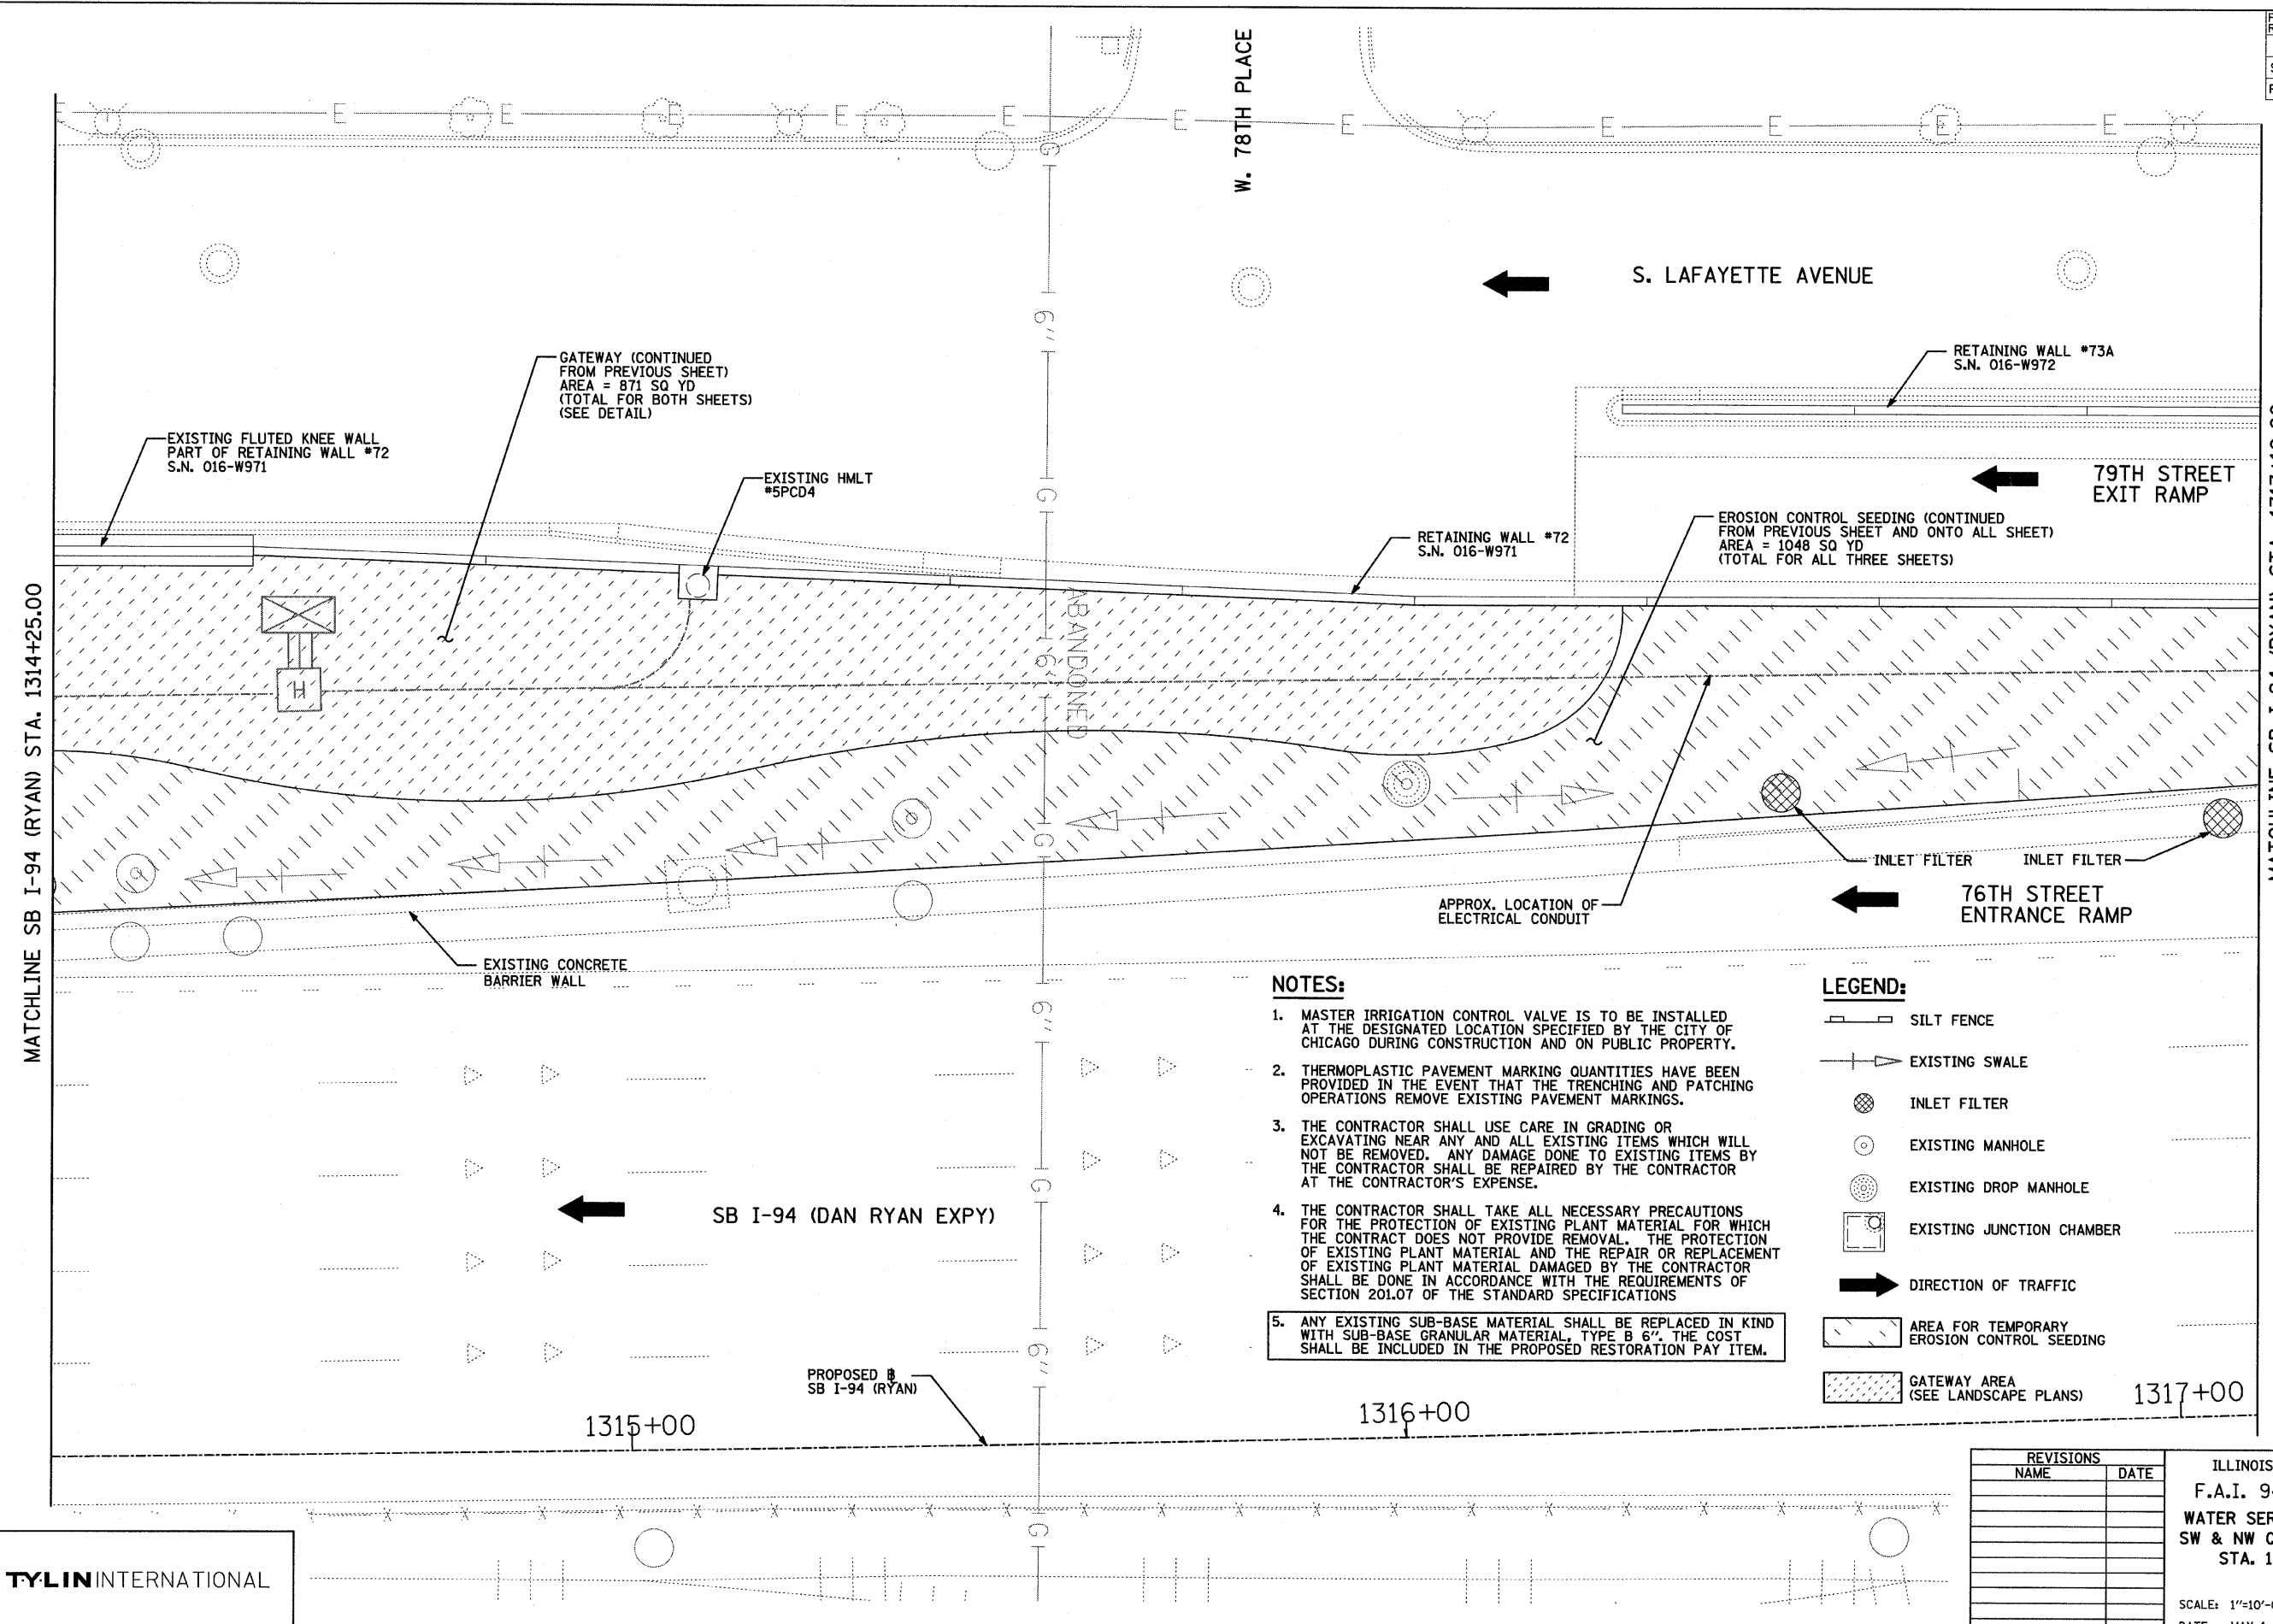 W. 78TH PLACE
E E E E E E E E E E E
G
S. LAFAYETTE AVENUE
6"
GATEWAY (CONTINUED
FROM PREVIOUS SHEET)
AREA = 871 SQ YD
(TOTAL FOR BOTH SHEETS)
(SEE DETAIL)
RETAINING WALL #73A
S.N. 016-W972
EXISTING FLUTED KNEE WALL
PART OF RETAINING WALL #72
S.N. 016-W971
EXISTING HMLT
#5PCD4
G
79TH STREET
EXIT RAMP
RETAINING WALL #72
S.N. 016-W971
EROSION CONTROL SEEDING (CONTINUED
FROM PREVIOUS SHEET AND ONTO ALL SHEET)
AREA = 1048 SQ YD
(TOTAL FOR ALL THREE SHEETS)
MATCHLINE SB I-94 (RYAN) STA. 1314+25.00
H
6"
ABANDONED
G
INLET FILTER
INLET FILTER
APPROX. LOCATION OF
ELECTRICAL CONDUIT
76TH STREET
ENTRANCE RAMP
EXISTING CONCRETE
BARRIER WALL
6"
G
SB I-94 (DAN RYAN EXPY)
6"
NOTES:
1. MASTER IRRIGATION CONTROL VALVE IS TO BE INSTALLED
AT THE DESIGNATED LOCATION SPECIFIED BY THE CITY OF
CHICAGO DURING CONSTRUCTION AND ON PUBLIC PROPERTY.
2. THERMOPLASTIC PAVEMENT MARKING QUANTITIES HAVE BEEN
PROVIDED IN THE EVENT THAT THE TRENCHING AND PATCHING
OPERATIONS REMOVE EXISTING PAVEMENT MARKINGS.
3. THE CONTRACTOR SHALL USE CARE IN GRADING OR
EXCAVATING NEAR ANY AND ALL EXISTING ITEMS WHICH WILL
NOT BE REMOVED. ANY DAMAGE DONE TO EXISTING ITEMS BY
THE CONTRACTOR SHALL BE REPAIRED BY THE CONTRACTOR
AT THE CONTRACTOR'S EXPENSE.
4. THE CONTRACTOR SHALL TAKE ALL NECESSARY PRECAUTIONS
FOR THE PROTECTION OF EXISTING PLANT MATERIAL FOR WHICH
THE CONTRACT DOES NOT PROVIDE REMOVAL. THE PROTECTION
OF EXISTING PLANT MATERIAL AND THE REPAIR OR REPLACEMENT
OF EXISTING PLANT MATERIAL DAMAGED BY THE CONTRACTOR
SHALL BE DONE IN ACCORDANCE WITH THE REQUIREMENTS OF
SECTION 201.07 OF THE STANDARD SPECIFICATIONS
5. ANY EXISTING SUB-BASE MATERIAL SHALL BE REPLACED IN KIND
WITH SUB-BASE GRANULAR MATERIAL, TYPE B 6". THE COST
SHALL BE INCLUDED IN THE PROPOSED RESTORATION PAY ITEM.
LEGEND:
SILT FENCE
EXISTING SWALE
INLET FILTER
EXISTING MANHOLE
EXISTING DROP MANHOLE
EXISTING JUNCTION CHAMBER
DIRECTION OF TRAFFIC
AREA FOR TEMPORARY
EROSION CONTROL SEEDING
GATEWAY AREA
(SEE LANDSCAPE PLANS)
PROPOSED
SB I-94 (RYAN)
1315+00
1316+00
1317+00
G
TYLININTERNATIONAL
REVISIONS
NAME DATE
ILLINOIS
F.A.I.
WATER
SW & NW
STA.
SCALE: